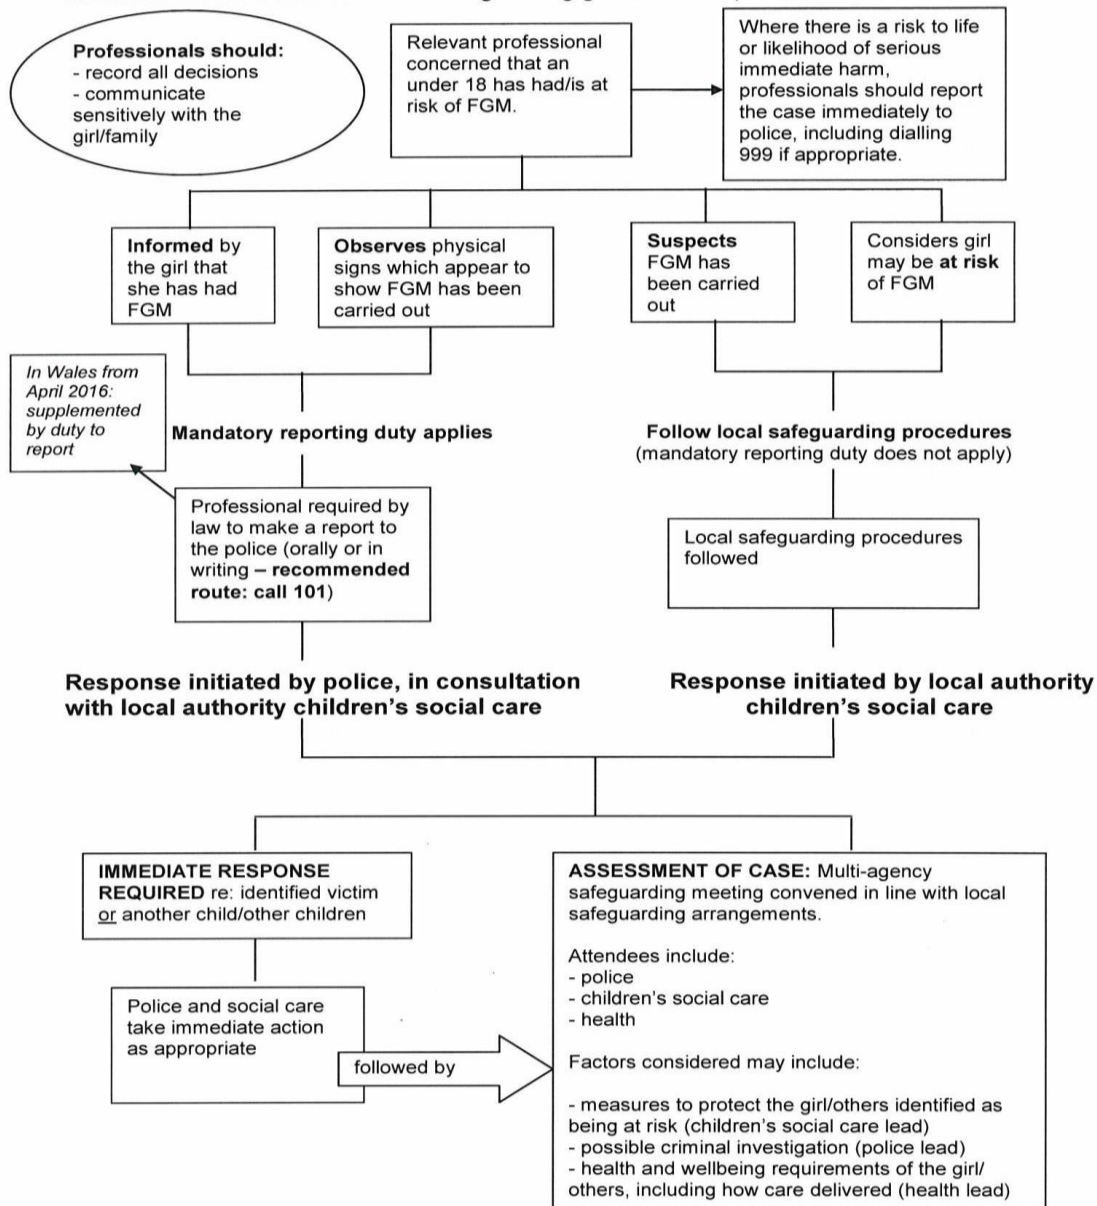 Professionals should:
- record all decisions
- communicate
sensitively with the
girl/family
Relevant professional
concerned that an
under 18 has had/is at
risk of FGM.
Where there is a risk to life
or likelihood of serious
immediate harm,
professionals should report
the case immediately to
police, including dialling
999 if appropriate.
Informed by
the girl that
she has had
FGM
Observes physical
signs which appear to
show FGM has been
carried out
Suspects
FGM has
been carried
out
Considers girl
may be at risk
of FGM
In Wales from
April 2016:
supplemented
by duty to
report
Mandatory reporting duty applies
Follow local safeguarding procedures
(mandatory reporting duty does not apply)
Professional required by
law to make a report to
the police (orally or in
writing – recommended
route: call 101)
Local safeguarding procedures
followed
Response initiated by police, in consultation
with local authority children's social care
Response initiated by local authority
children's social care
IMMEDIATE RESPONSE
REQUIRED re: identified victim
or another child/other children
Police and social care
take immediate action
as appropriate
followed by
ASSESSMENT OF CASE: Multi-agency
safeguarding meeting convened in line with local
safeguarding arrangements.
Attendees include:
- police
- children's social care
- health
Factors considered may include:
- measures to protect the girl/others identified as
being at risk (children's social care lead)
- possible criminal investigation (police lead)
- health and wellbeing requirements of the girl/
others, including how care delivered (health lead)